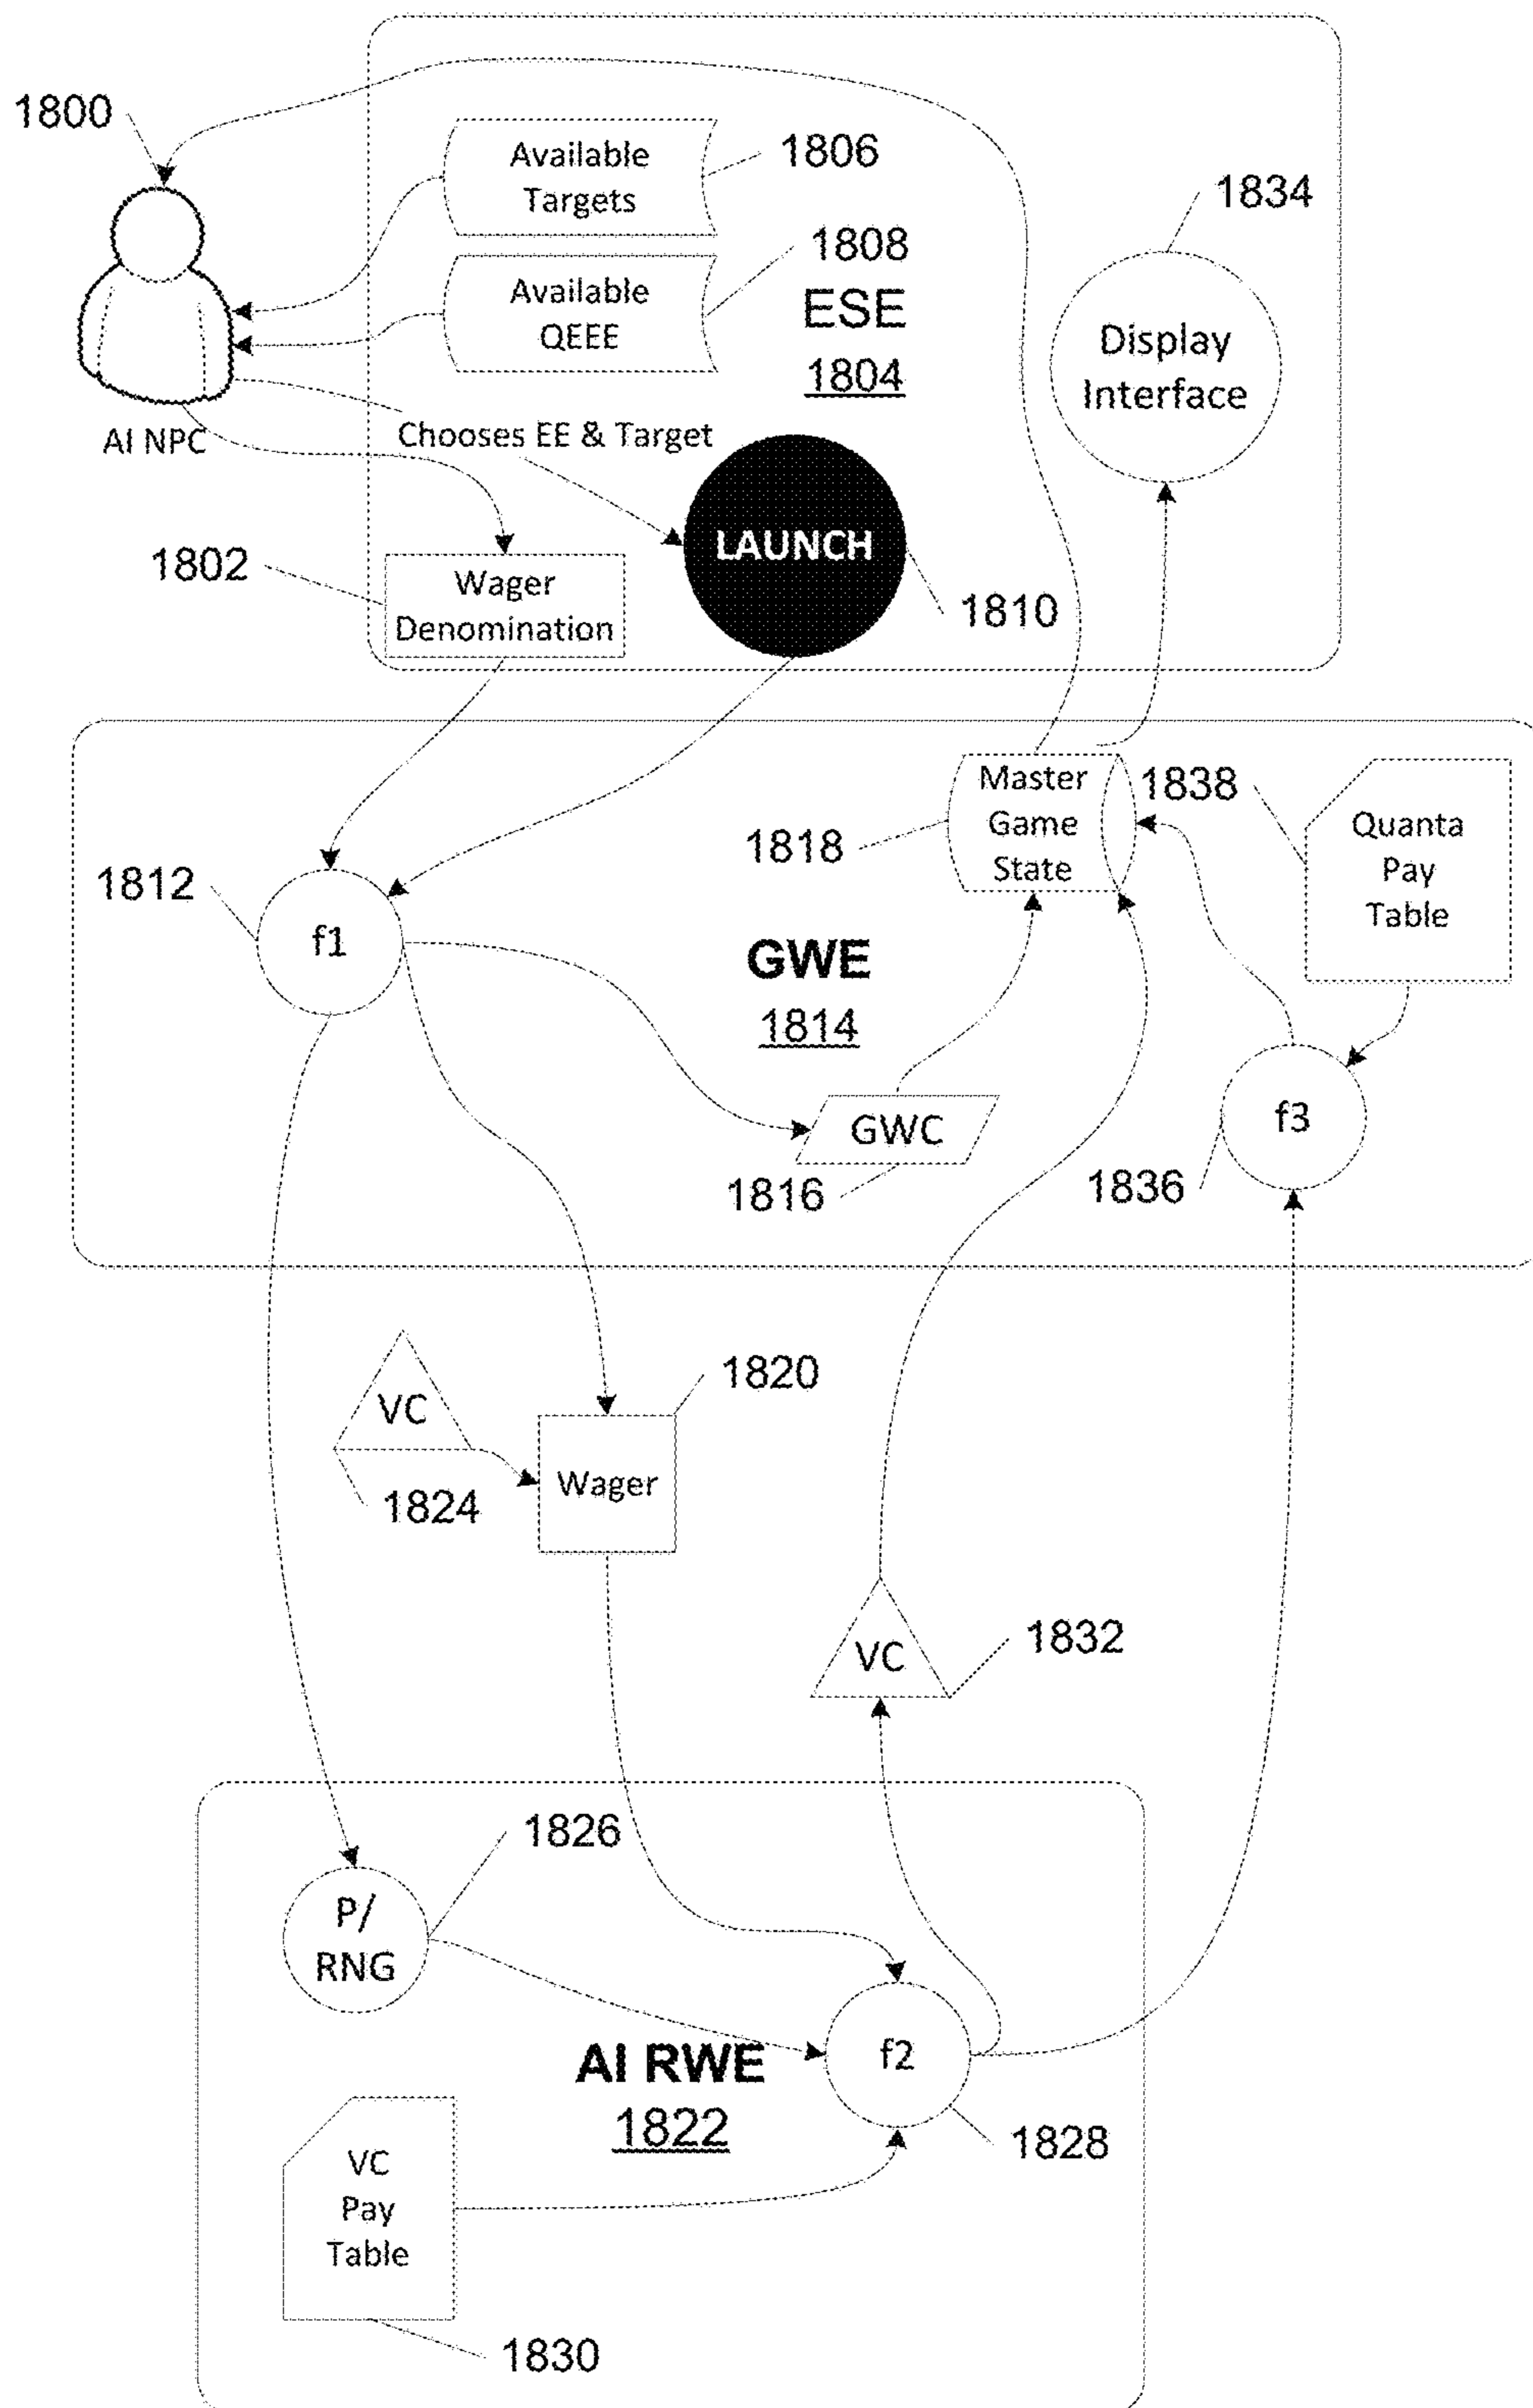 1800
Available
Targets
1806
1834
1808
Available
QEEE
ESE
1804
Display
Interface
AI NPC
Chooses EE & Target
LAUNCH
1802
Wager
Denomination
1810
Master
Game
State
1838
Quanta
Pay
Table
1818
1812
f1
GWE
1814
GWC
f3
1816
1836
1820
VC
Wager
1824
1832
VC
1826
P/
RNG
AI RWE
1822
f2
1828
VC
Pay
Table
1830